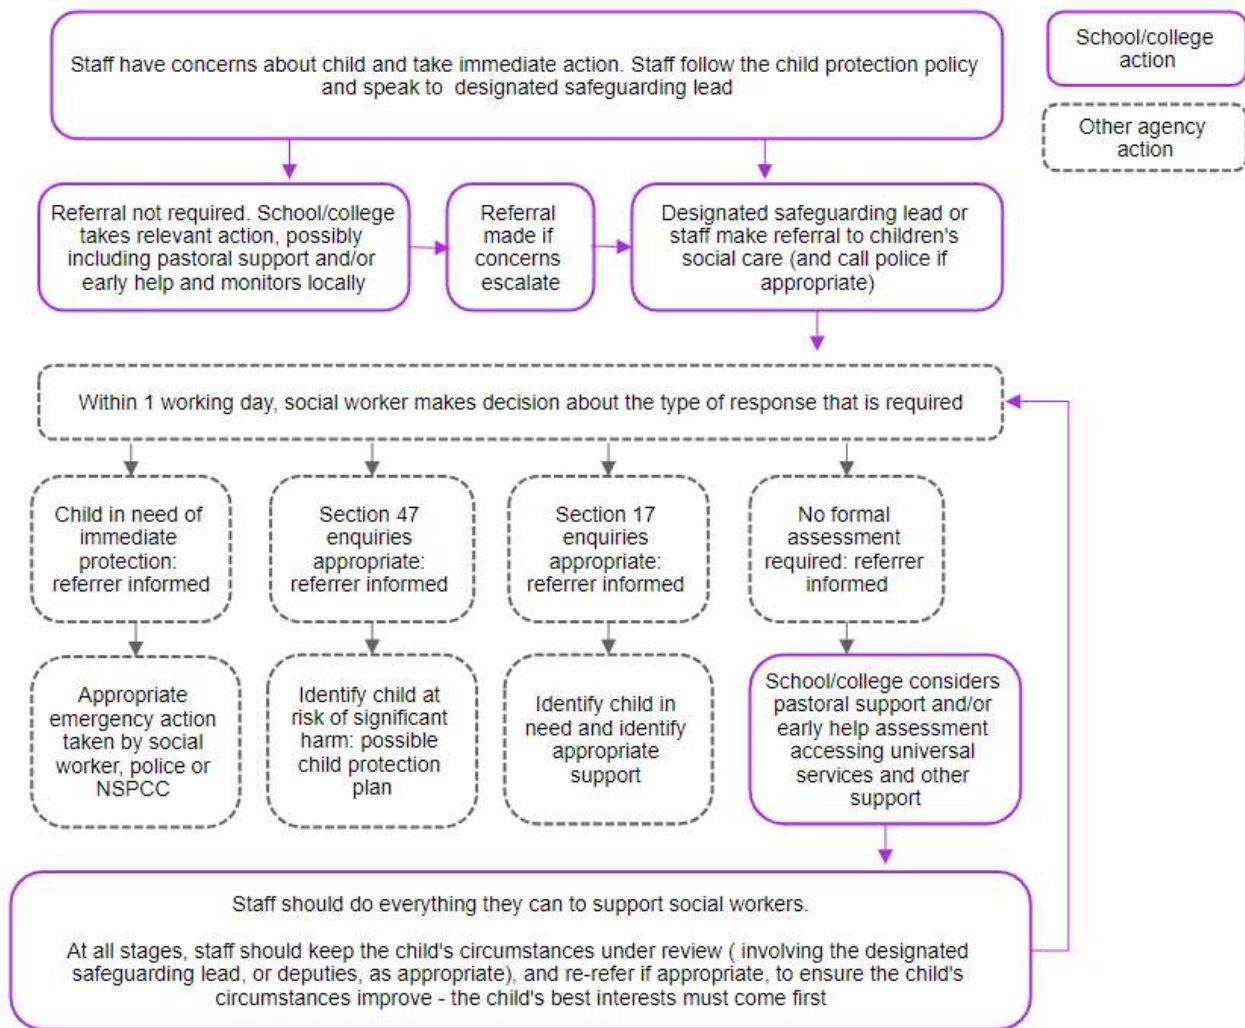 Staff have concerns about child and take immediate action. Staff follow the child protection policy
and speak to  designated safeguarding lead
School/college
action
Other agency
action
Referral not required. School/college
takes relevant action, possibly
including pastoral support and/or
early help and monitors locally
Referral
made if
concerns
escalate
Designated safeguarding lead or
staff make referral to children's
social care (and call police if
appropriate)
Within 1 working day, social worker makes decision about the type of response that is required
Child in need of
immediate
protection:
referrer informed
Section 47
enquiries
appropriate:
referrer informed
Section 17
enquiries
appropriate:
referrer informed
No formal
assessment
required: referrer
informed
Appropriate
emergency action
taken by social
worker, police or
NSPCC
Identify child at
risk of significant
harm: possible
child protection
plan
Identify child in
need and identify
appropriate
support
School/college considers
pastoral support and/or
early help assessment
accessing universal
services and other
support
Staff should do everything they can to support social workers.
At all stages, staff should keep the child's circumstances under review ( involving the designated
safeguarding lead, or deputies, as appropriate), and re-refer if appropriate, to ensure the child's
circumstances improve - the child's best interests must come first